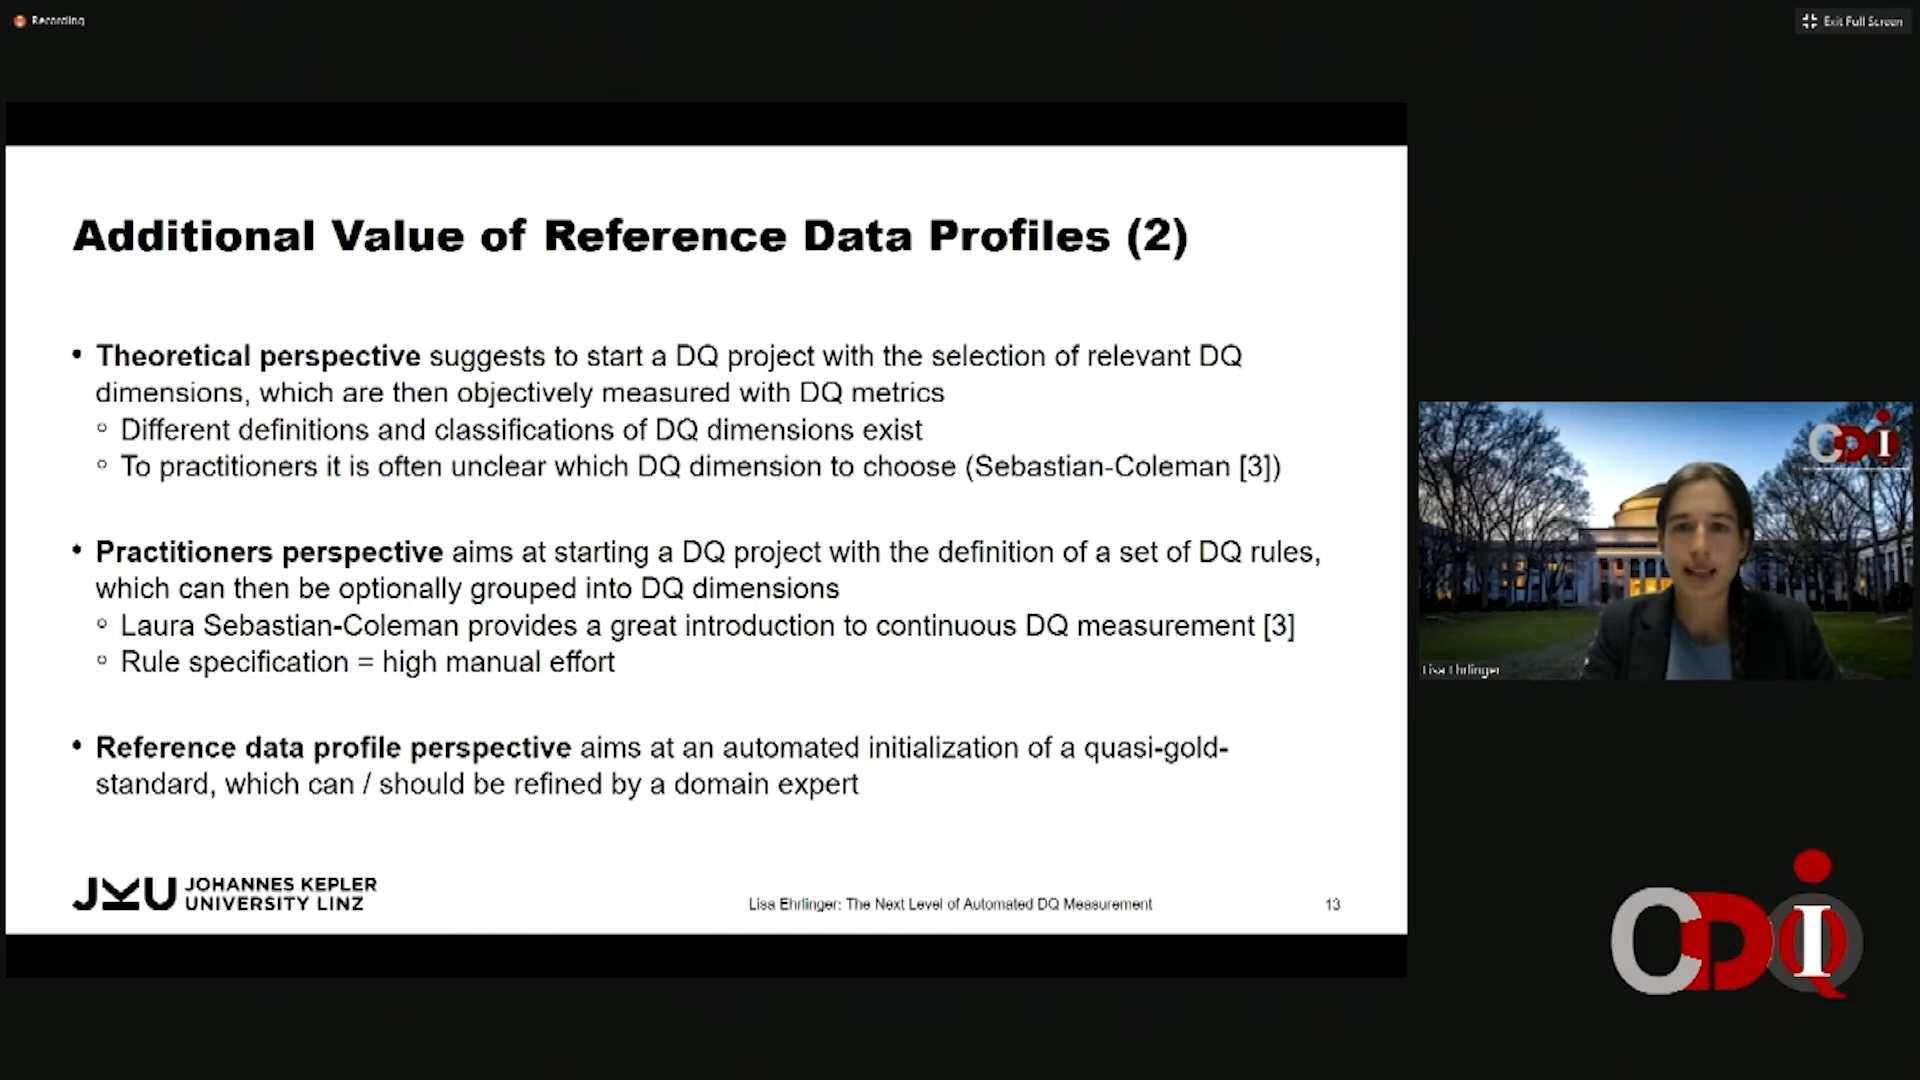 Recording
Exit Full Screen
Additional Value of Reference Data Profiles (2)
• Theoretical perspective suggests to start a DQ project with the selection of relevant DQ
dimensions, which are then objectively measured with DQ metrics
◦ Different definitions and classifications of DQ dimensions exist
◦ To practitioners it is often unclear which DQ dimension to choose (Sebastian-Coleman [3])
• Practitioners perspective aims at starting a DQ project with the definition of a set of DQ rules,
which can then be optionally grouped into DQ dimensions
◦ Laura Sebastian-Coleman provides a great introduction to continuous DQ measurement [3]
◦ Rule specification = high manual effort
• Reference data profile perspective aims at an automated initialization of a quasi-gold-
standard, which can / should be refined by a domain expert
JKU JOHANNES KEPLER
UNIVERSITY LINZ
Lisa Ehrlinger: The Next Level of Automated DQ Measurement
13
CDOI
Lisa Ehrlinger
CDOIQ